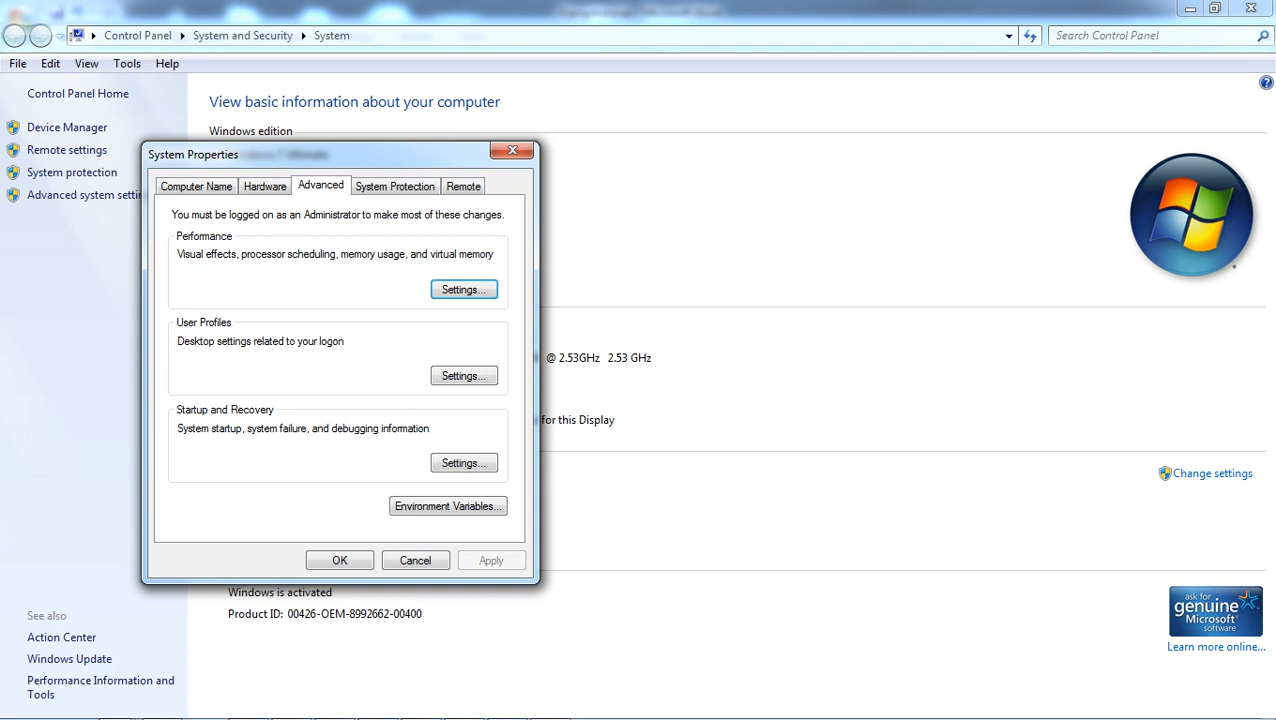 Control Panel System and Security System
Search Control Panel
File Edit View Tools Help
Control Panel Home
Device Manager
Remote settings
System protection
Advanced system setti
View basic information about your computer
Windows edition
System Properties
Computer Name Hardware Advanced System Protection Remote
You must be logged on as an Administrator to make most of these changes.
Performance
Visual effects, processor scheduling, memory usage, and virtual memory
Settings...
User Profiles
Desktop settings related to your logon
Settings...
Startup and Recovery
System startup, system failure, and debugging information
Settings...
Environment Variables...
OK Cancel Apply
@ 2.53GHz 2.53 GHz
for this Display
Change settings
Windows is activated
Product ID: 00426-OEM-8992662-00400
ask for
genuine
Microsoft
software
Learn more online...
See also
Action Center
Windows Update
Performance Information and
Tools